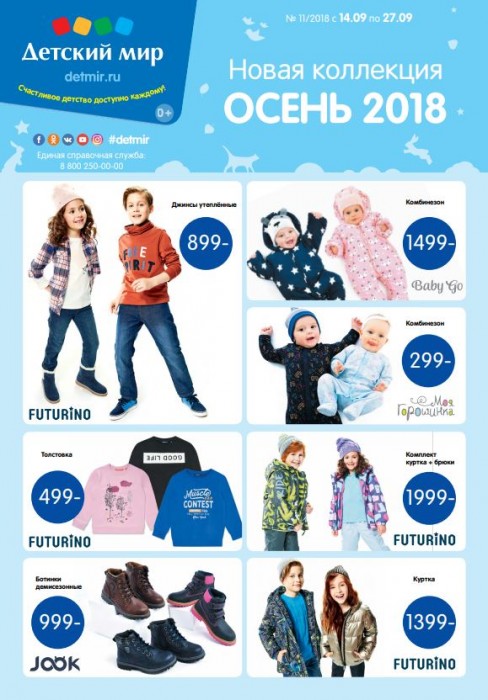 № 11/2018 с 14.09 по 27.09
Детский мир
detmir.ru
Счастливое детство доступно каждому!
0+
Новая коллекция
ОСЕНЬ 2018
#detmir
Единая справочная служба:
8 800 250-00-00
Джинсы утеплённые
899-
FUTURINO
Комбинезон
1499-
Baby Go
Комбинезон
299-
Моя
Горошинка
Толстовка
499-
GOOD LIFE
Muscle
CONTEST
FUTURINO
Комплект
куртка + брюки
1999-
FUTURINO
Ботинки
демисезонные
999-
JOOK
Куртка
1399-
FUTURINO